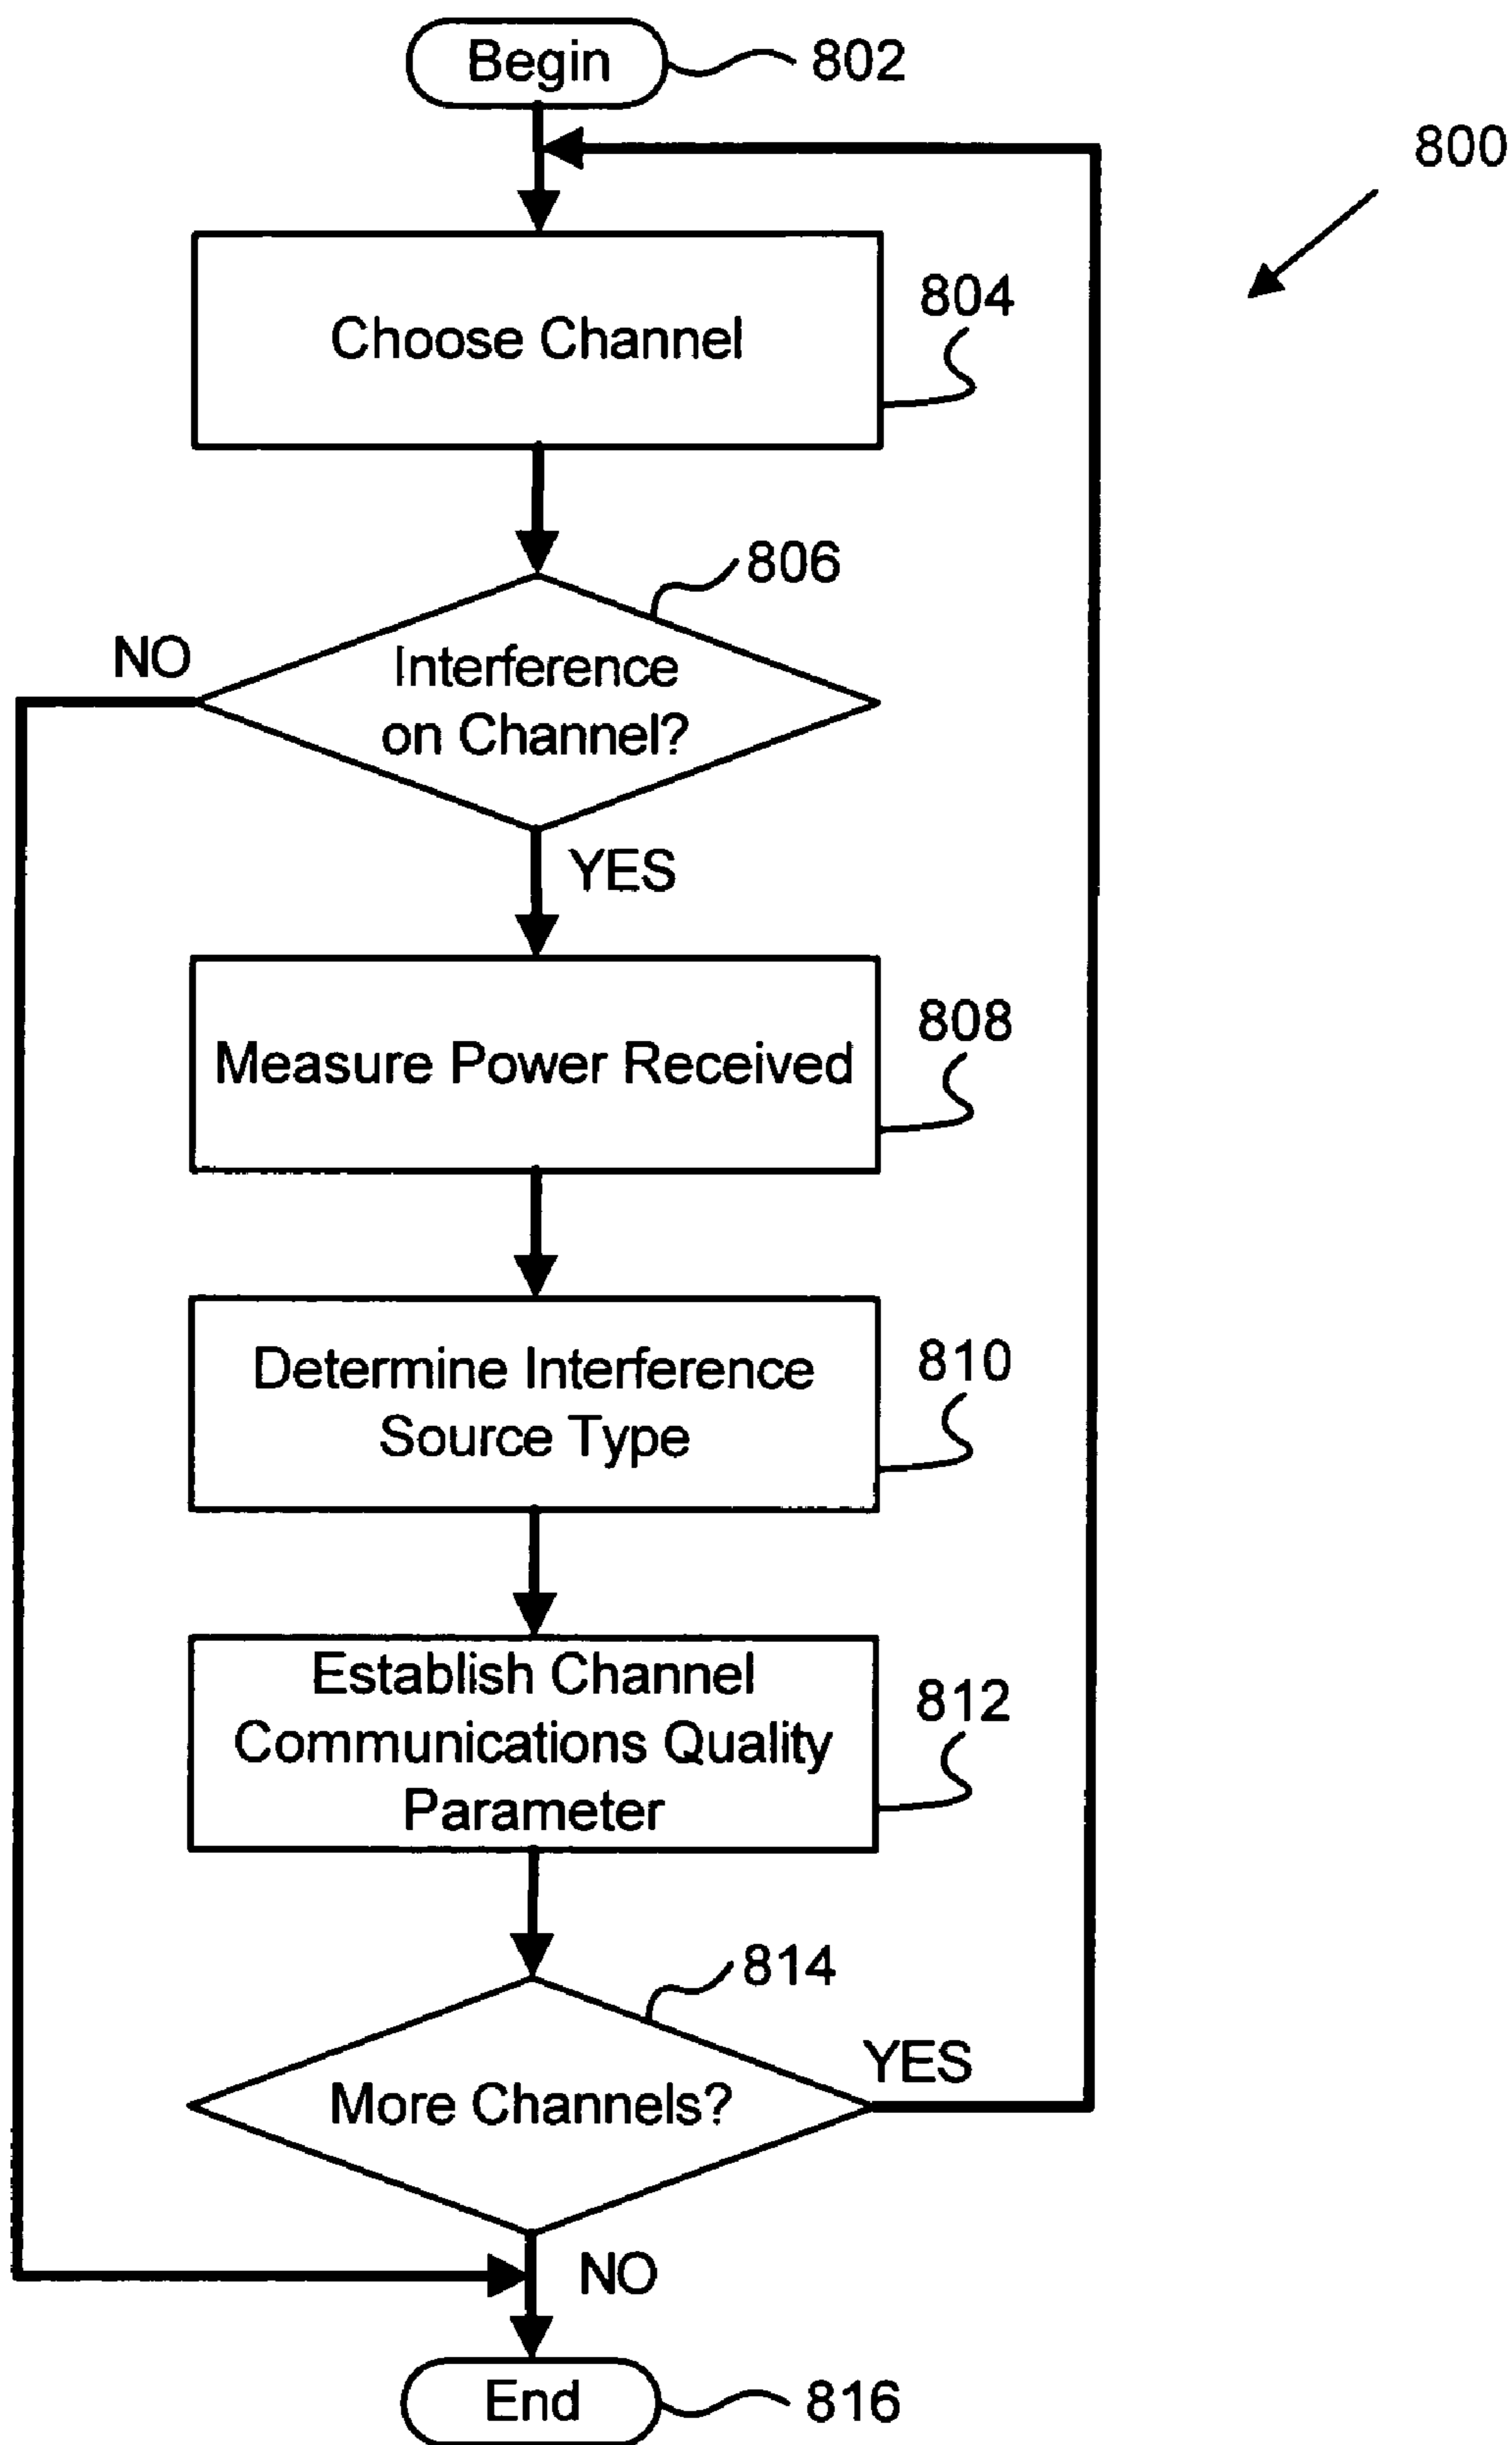 Begin
802
800
Choose Channel
804
806
NO
Interference
on Channel?
YES
Measure Power Received
808
Determine Interference
Source Type
810
Establish Channel
Communications Quality
Parameter
812
814
YES
More Channels?
NO
End
816